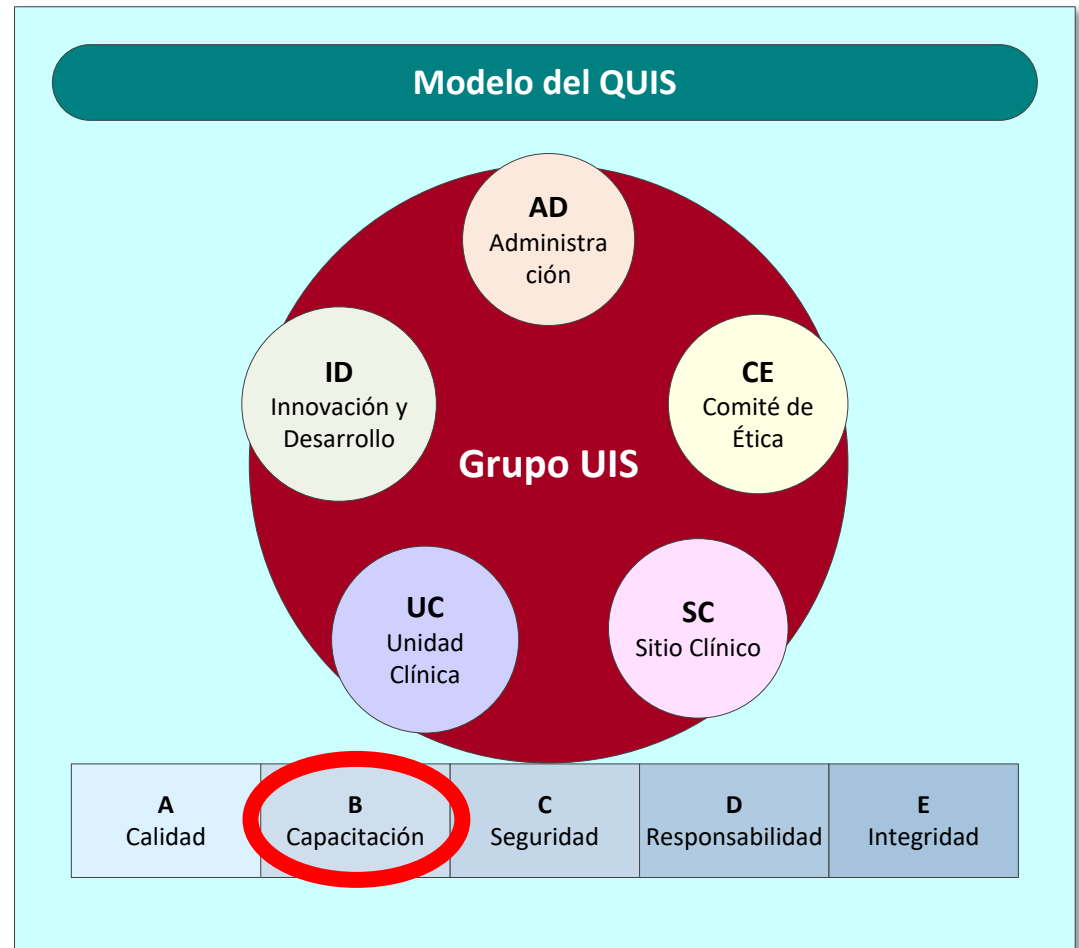 Modelo del QUIS
AD
Administra
ción
ID
Innovación y
Desarrollo
CE
Comité de
Ética
Grupo UIS
UC
Unidad
Clínica
SC
Sitio Clínico
A
Calidad
B
Capacitación
C
Seguridad
D
Responsabilidad
E
Integridad